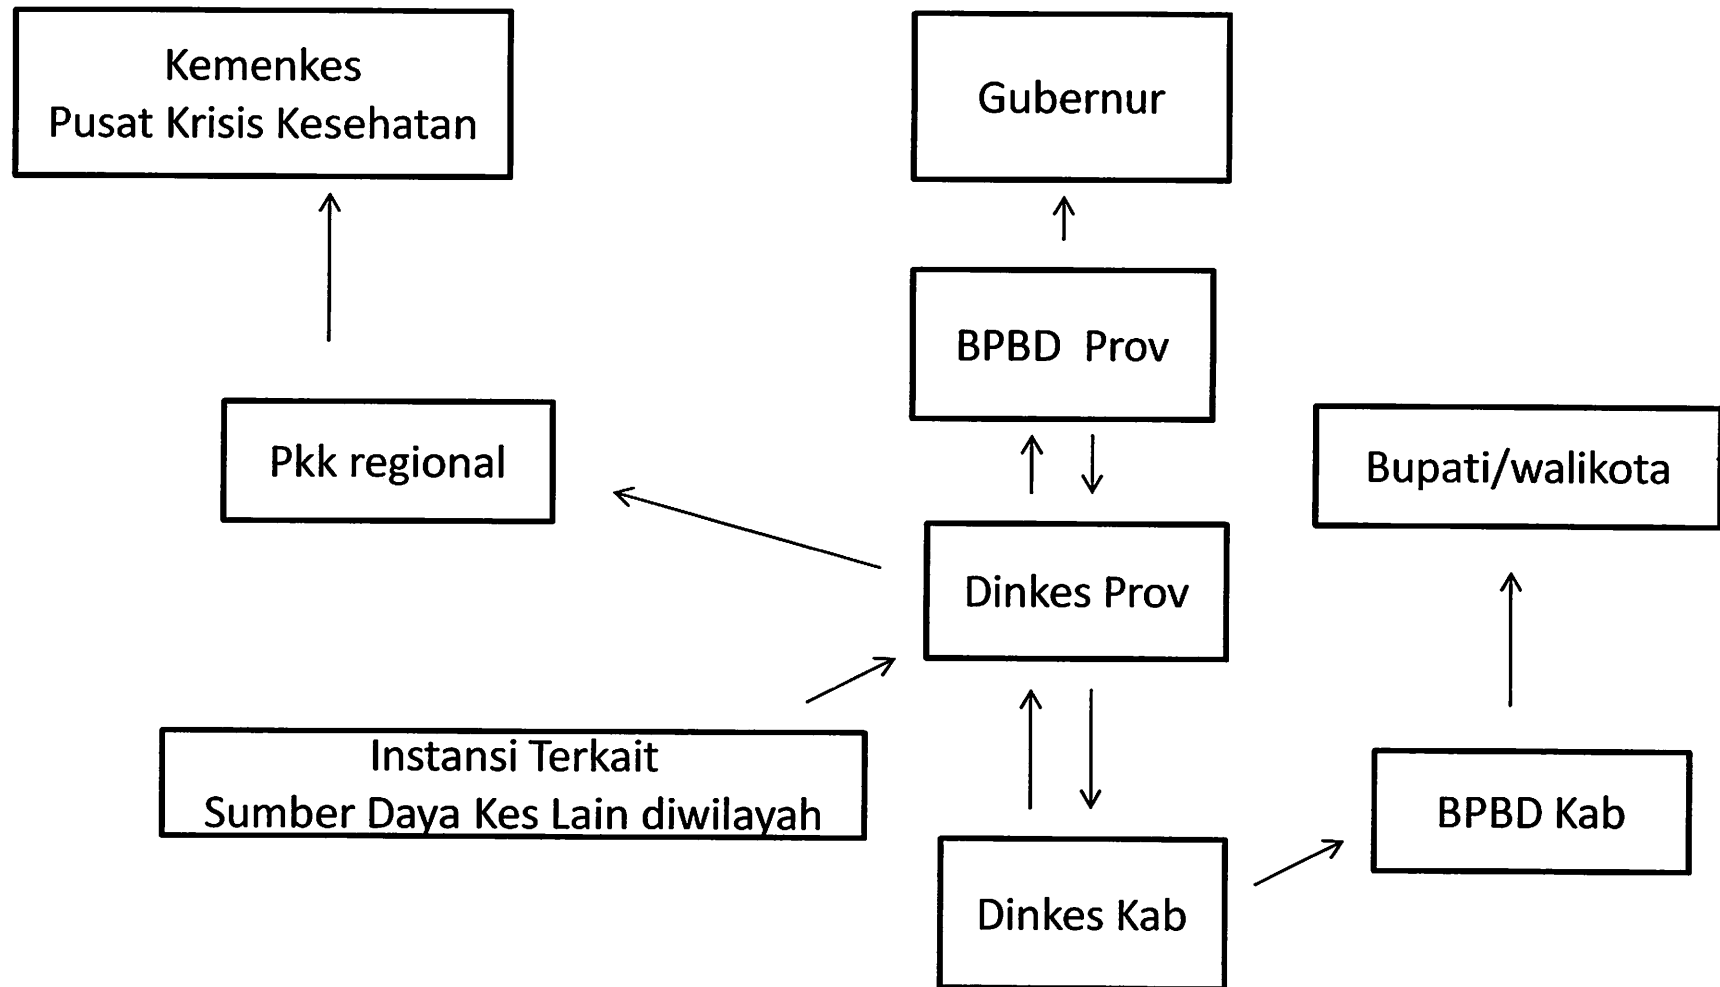 Kemenkes
Pusat Krisis Kesehatan
Gubernur
BPBD Prov
Pkk regional
Bupati/walikota
Dinkes Prov
Instansi Terkait
Sumber Daya Kes Lain diwilayah
BPBD Kab
Dinkes Kab